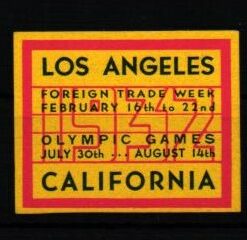 LOS ANGELES
FOREIGN TRADE WEEK
FEBRUARY 16th to 22nd
1932
OLYMPIC GAMES
JULY 30th ... AUGUST 14th
CALIFORNIA